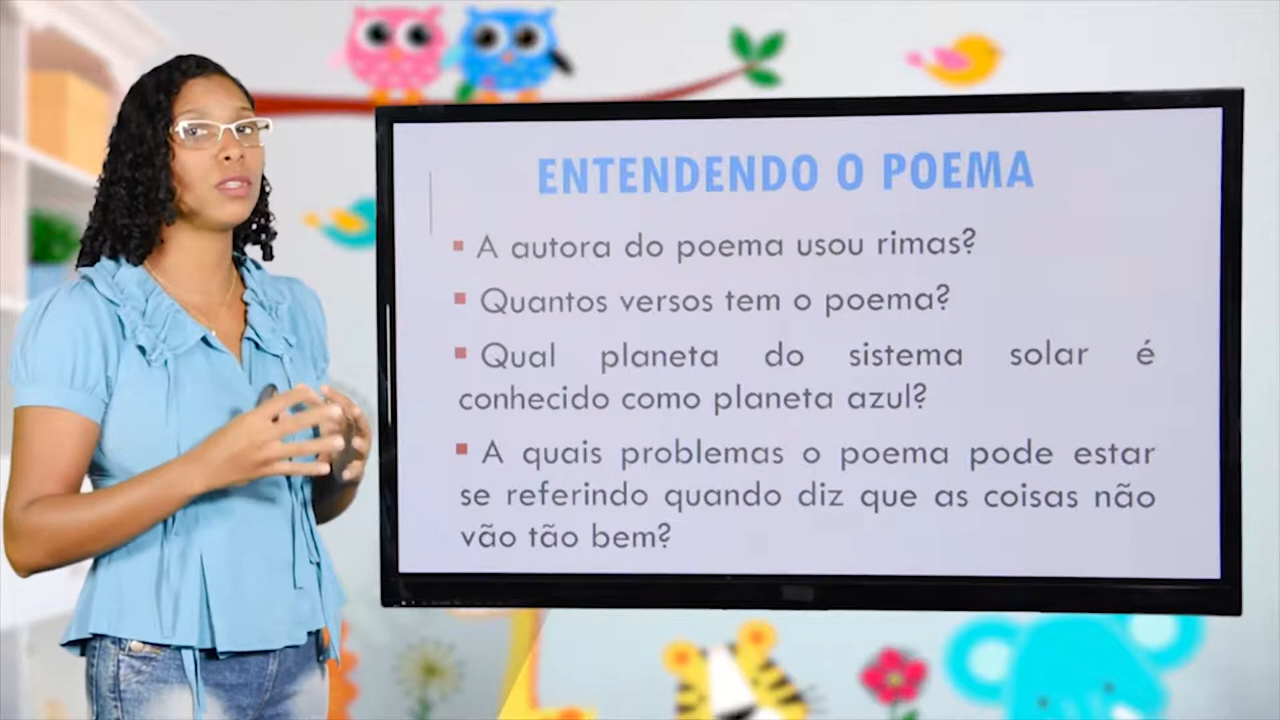 ENTENDENDO O POEMA
▪ A autora do poema usou rimas?
▪ Quantos versos tem o poema?
▪ Qual planeta do sistema solar é
conhecido como planeta azul?
▪ A quais problemas o poema pode estar
se referindo quando diz que as coisas não
vão tão bem?